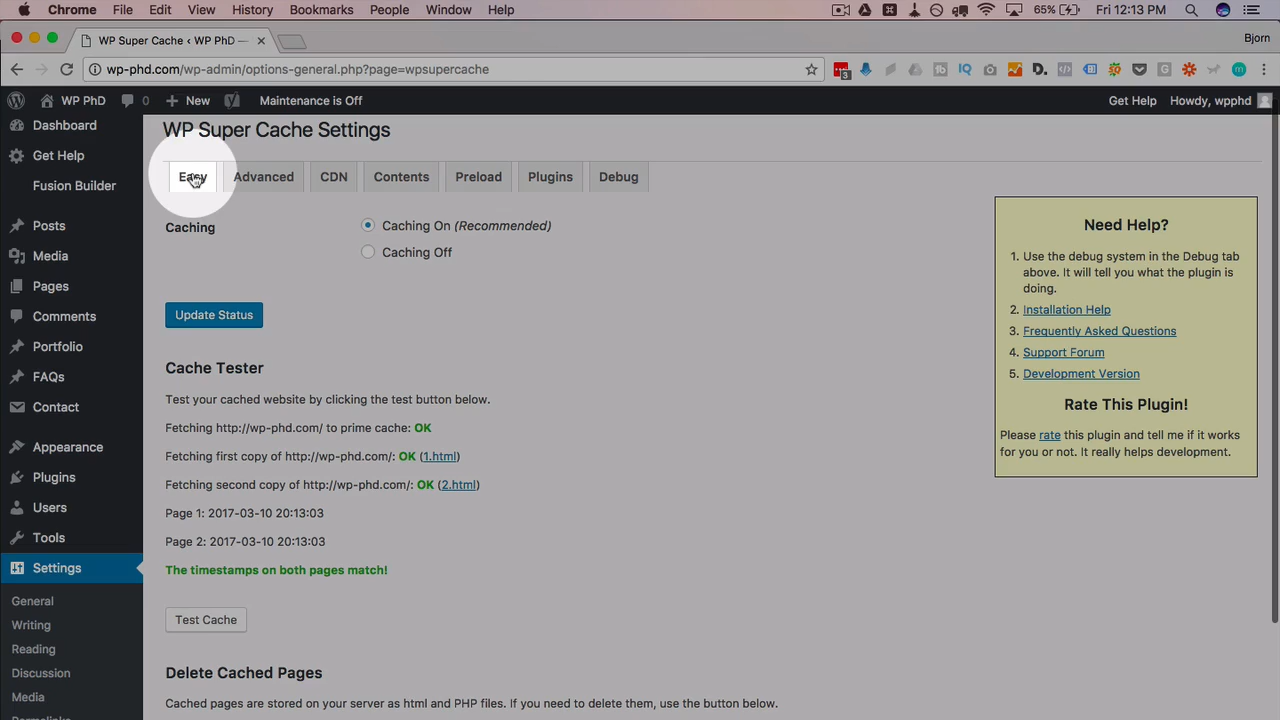 Chrome File Edit View History Bookmarks People Window Help 65% Fri 12:13 PM
WP Super Cache ‹ WP PhD —
Bjorn
wp-phd.com/wp-admin/options-general.php?page=wpsupercache
WP PhD 0 New Maintenance is Off Get Help Howdy, wpphd
Dashboard
Get Help
Fusion Builder
Posts
Media
Pages
Comments
Portfolio
FAQs
Contact
Appearance
Plugins
Users
Tools
Settings
General
Writing
Reading
Discussion
Media
Permalinks
WP Super Cache Settings
Easy Advanced CDN Contents Preload Plugins Debug
Caching
Caching On (Recommended)
Caching Off
Update Status
Cache Tester
Test your cached website by clicking the test button below.
Fetching http://wp-phd.com/ to prime cache: OK
Fetching first copy of http://wp-phd.com/: OK (1.html)
Fetching second copy of http://wp-phd.com/: OK (2.html)
Page 1: 2017-03-10 20:13:03
Page 2: 2017-03-10 20:13:03
The timestamps on both pages match!
Test Cache
Delete Cached Pages
Cached pages are stored on your server as html and PHP files. If you need to delete them, use the button below.
Need Help?
1. Use the debug system in the Debug tab
above. It will tell you what the plugin is
doing.
2. Installation Help
3. Frequently Asked Questions
4. Support Forum
5. Development Version
Rate This Plugin!
Please rate this plugin and tell me if it works
for you or not. It really helps development.